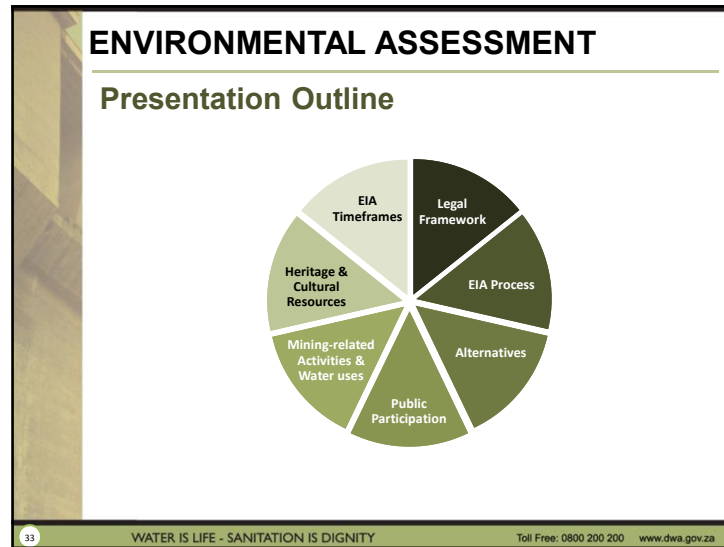 ENVIRONMENTAL ASSESSMENT
Presentation Outline
EIA
Timeframes
Legal
Framework
Heritage &
Cultural
Resources
EIA Process
Mining-related
Activities &
Water uses
Alternatives
Public
Participation
33
WATER IS LIFE - SANITATION IS DIGNITY
Toll Free: 0800 200 200
www.dwa.gov.za